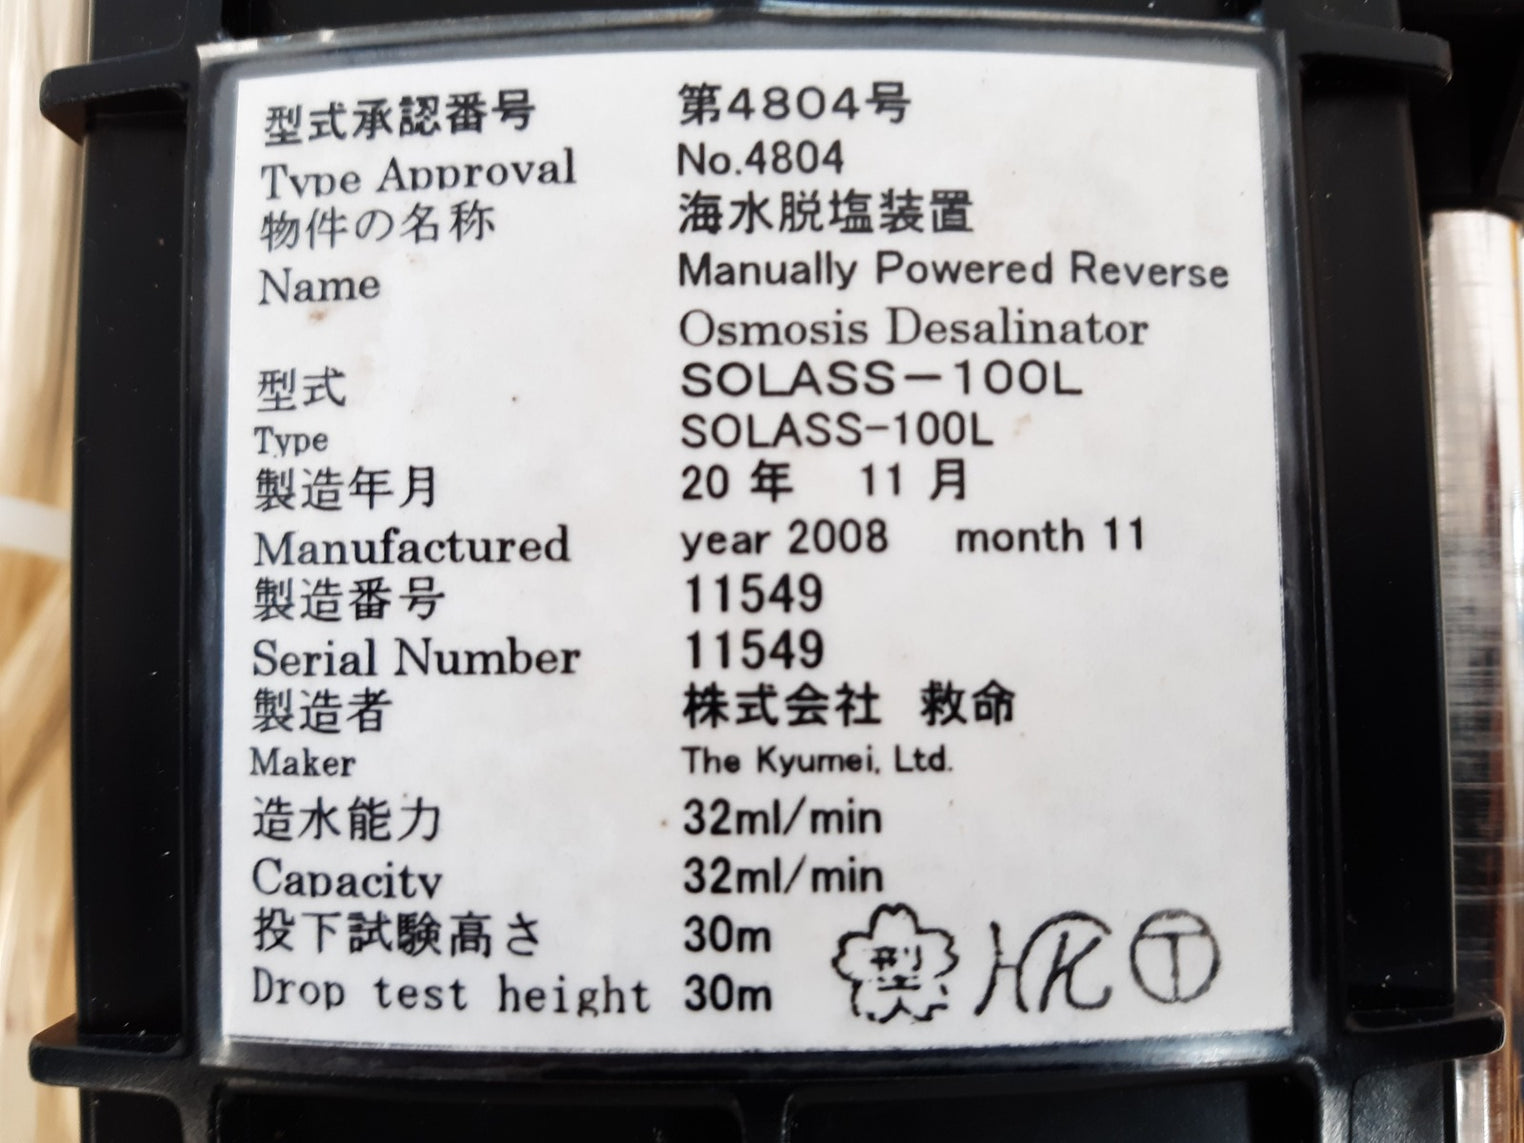 型式承認番号 第4804号
Type Approval No.4804
物件の名称 海水脱塩装置
Name Manually Powered Reverse
Osmosis Desalinator
型式 SOLASS－100L
Type SOLASS-100L
製造年月 20 年 11 月
Manufactured year 2008 month 11
製造番号 11549
Serial Number 11549
製造者 株式会社 救命
Maker The Kyumei, Ltd.
造水能力 32ml/min
Capacity 32ml/min
投下試験高さ 30m
Drop test height 30m
HK T